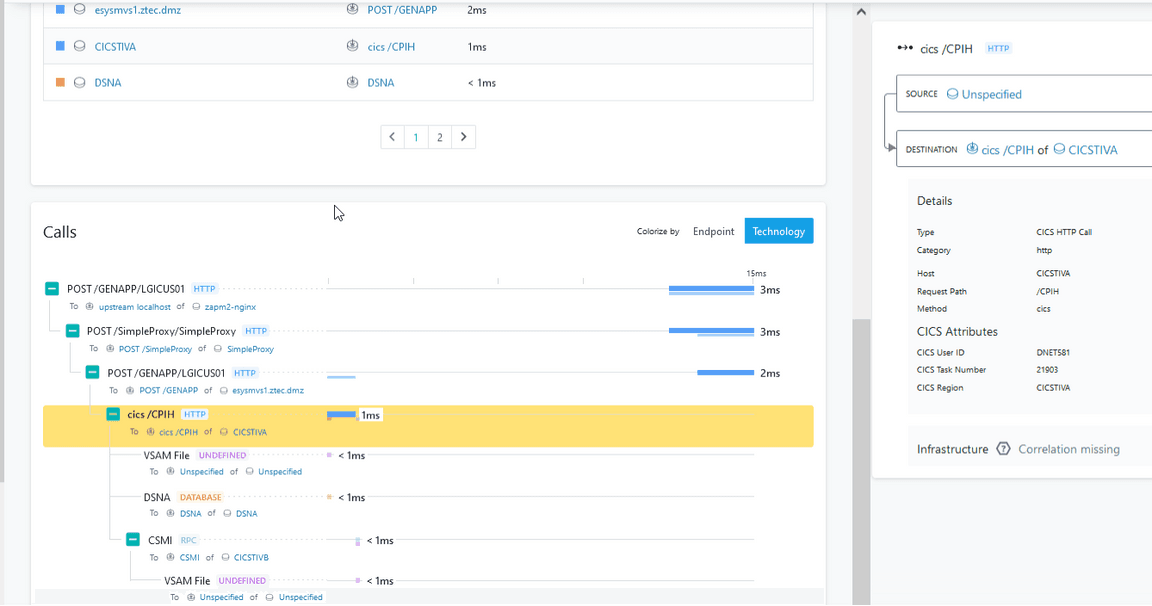 esysmvs1.ztec.dmz POST /GENAPP 2ms
CICSTIVA cics /CPIH 1ms
DSNA DSNA < 1ms
1 2
Calls
Colorize by Endpoint Technology
15ms
POST /GENAPP/LGICUS01 HTTP 3ms
To upstream localhost of zapm2-nginx
POST /SimpleProxy/SimpleProxy HTTP 3ms
To POST /SimpleProxy of SimpleProxy
POST /GENAPP/LGICUS01 HTTP 2ms
To POST /GENAPP of esysmvs1.ztec.dmz
cics /CPIH HTTP 1ms
To cics /CPIH of CICSTIVA
VSAM File UNDEFINED < 1ms
To Unspecified of Unspecified
DSNA DATABASE < 1ms
To DSNA of DSNA
CSMI RPC < 1ms
To CSMI of CICSTIVB
VSAM File UNDEFINED < 1ms
To Unspecified of Unspecified
cics /CPIH HTTP
SOURCE Unspecified
DESTINATION cics /CPIH of CICSTIVA
Details
Type CICS HTTP Call
Category http
Host CICSTIVA
Request Path /CPIH
Method cics
CICS Attributes
CICS User ID DNET581
CICS Task Number 21903
CICS Region CICSTIVA
Infrastructure ? Correlation missing